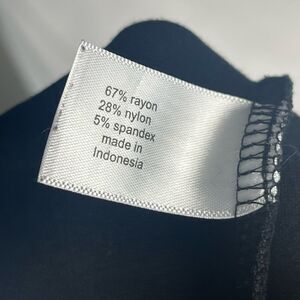 67% rayon
28% nylon
5% spandex
made in
Indonesia